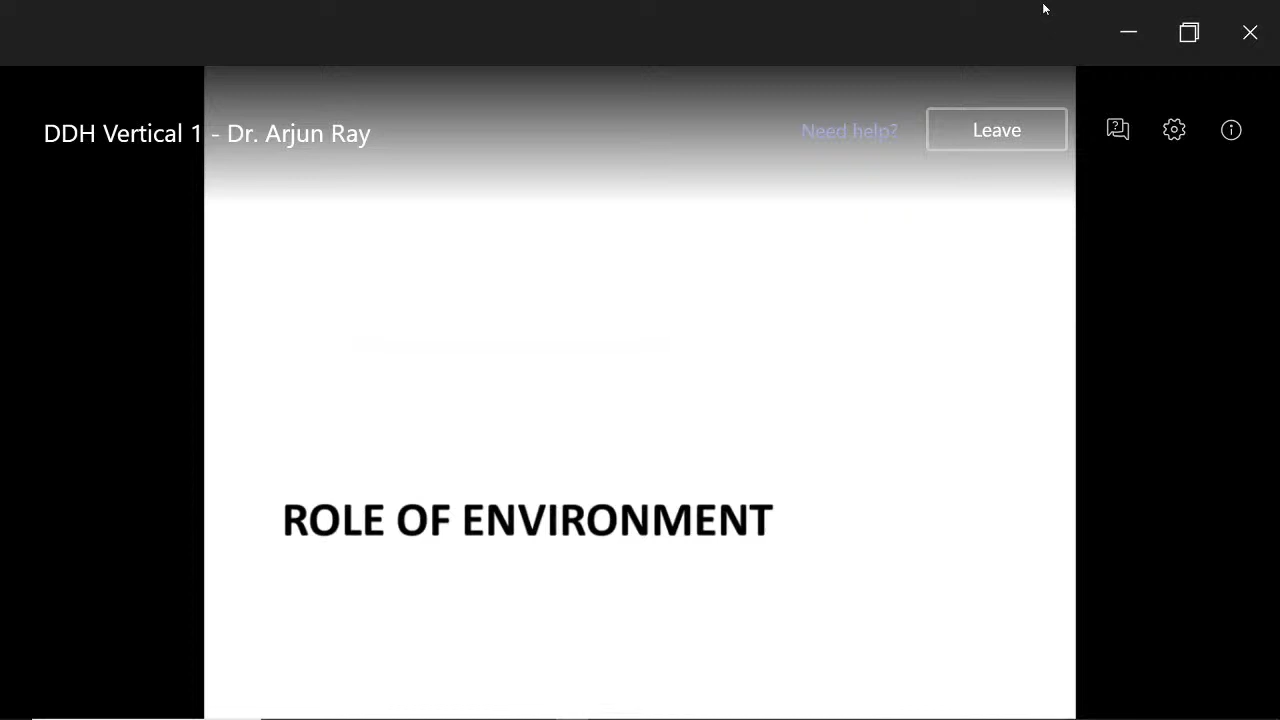 DDH Vertical 1 - Dr. Arjun Ray
Need help?
Leave
ROLE OF ENVIRONMENT